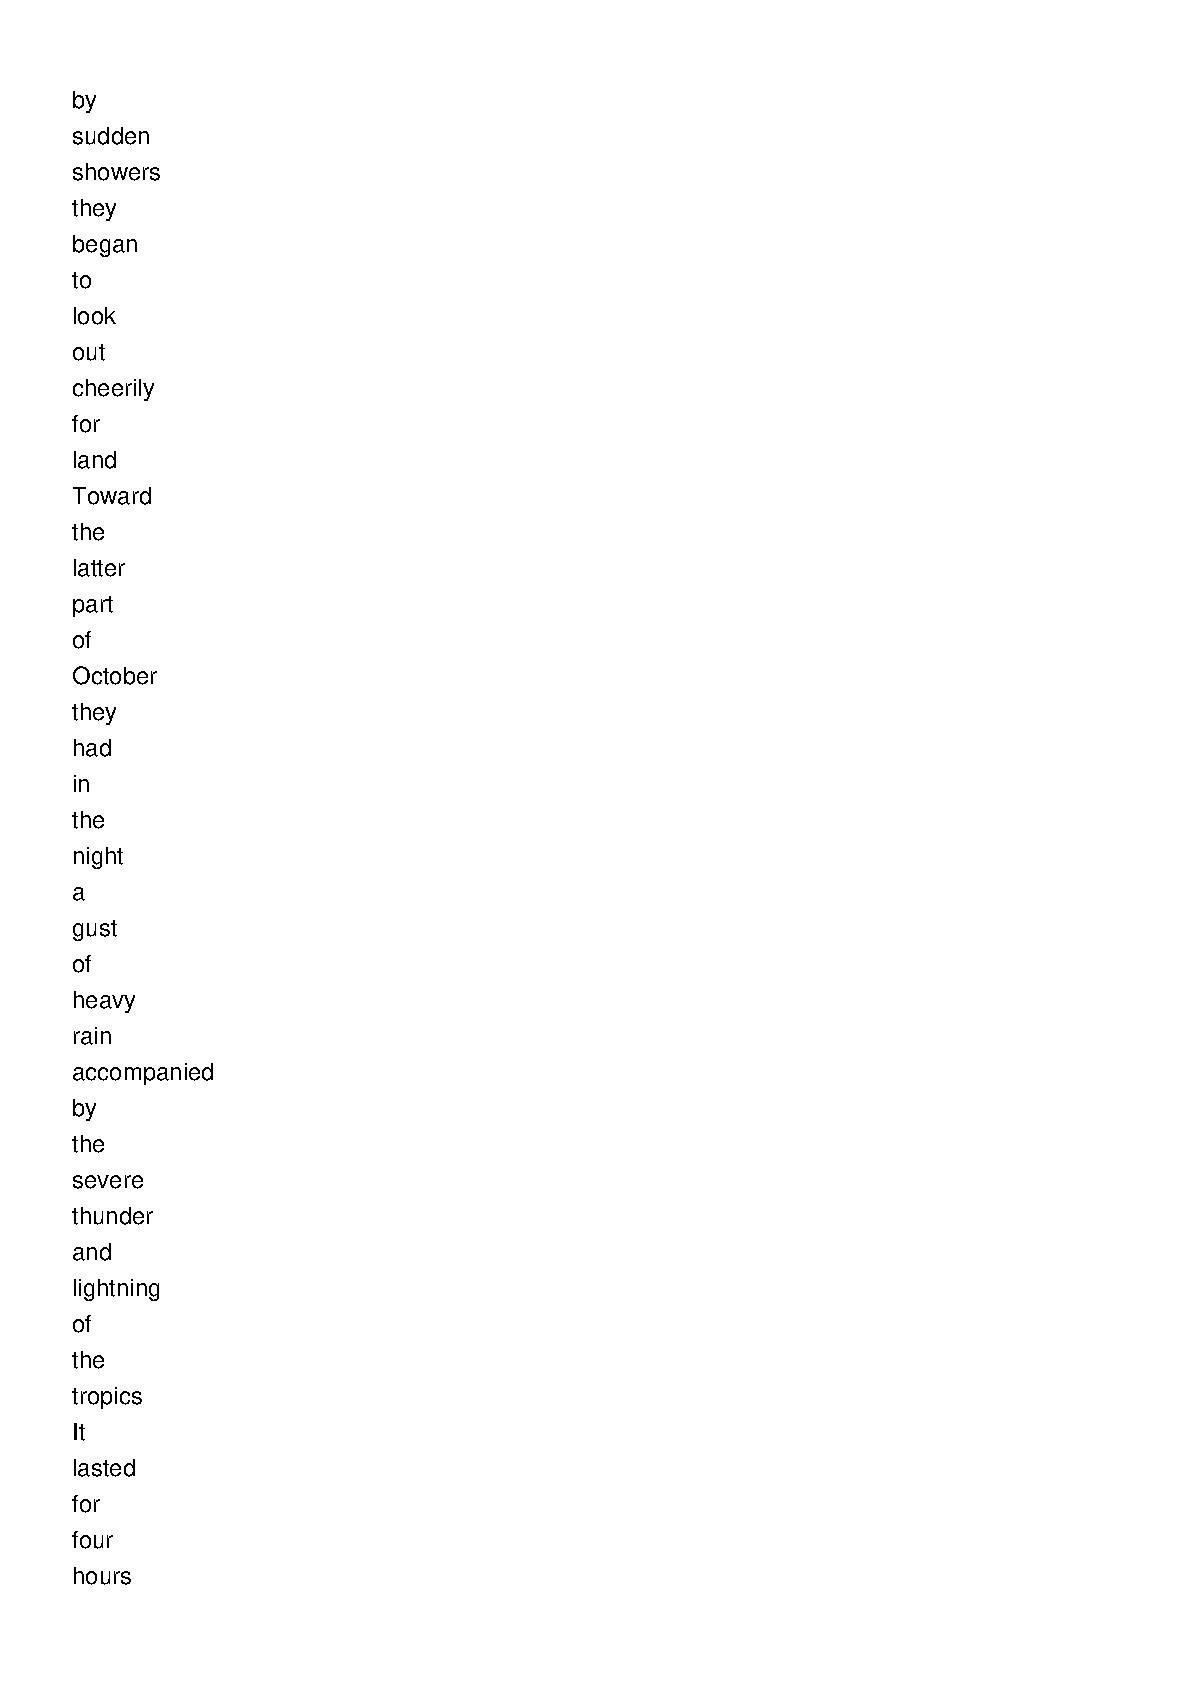 by
sudden
showers
they
began
to
look
out
cheerily
for
land
Toward
the
latter
part
of
October
they
had
in
the
night
a
gust
of
heavy
rain
accompanied
by
the
severe
thunder
and
lightning
of
the
tropics
It
lasted
for
four
hours